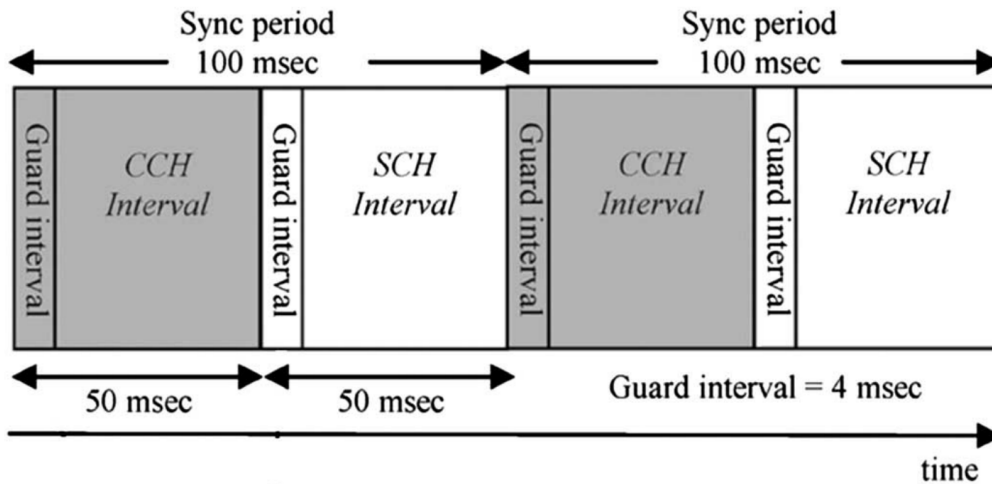 Sync period
100 msec
Sync period
100 msec
Guard interval
CCH
Interval
Guard interval
SCH
Interval
Guard interval
CCH
Interval
Guard interval
SCH
Interval
50 msec
50 msec
Guard interval = 4 msec
time